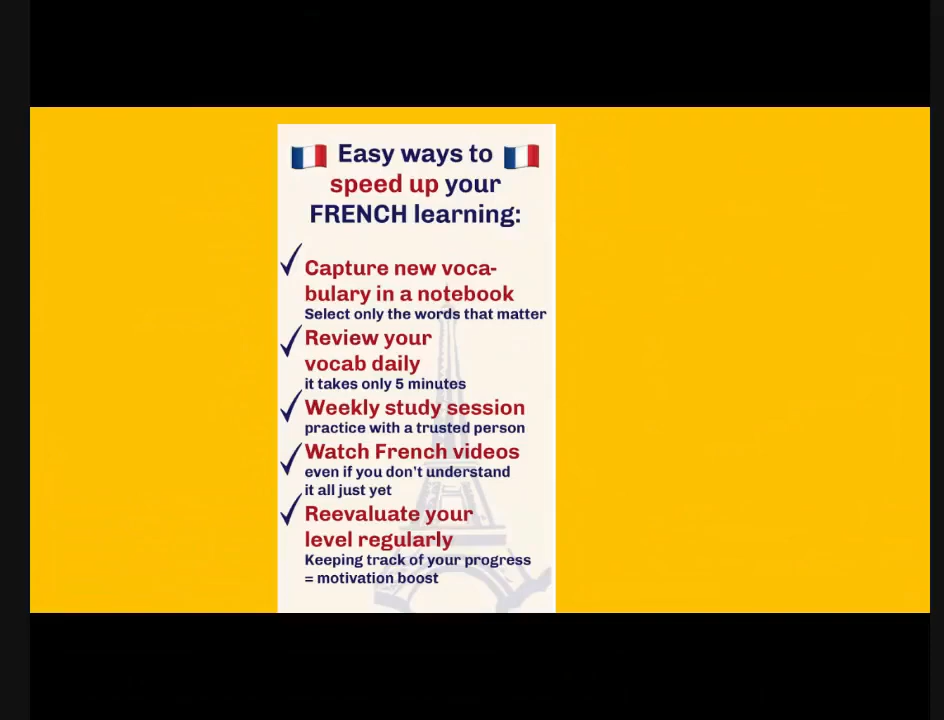 Easy ways to
speed up your
FRENCH learning:
Capture new voca-
bulary in a notebook
Select only the words that matter
Review your
vocab daily
it takes only 5 minutes
Weekly study session
practice with a trusted person
Watch French videos
even if you don't understand
it all just yet
Reevaluate your
level regularly
Keeping track of your progress
= motivation boost